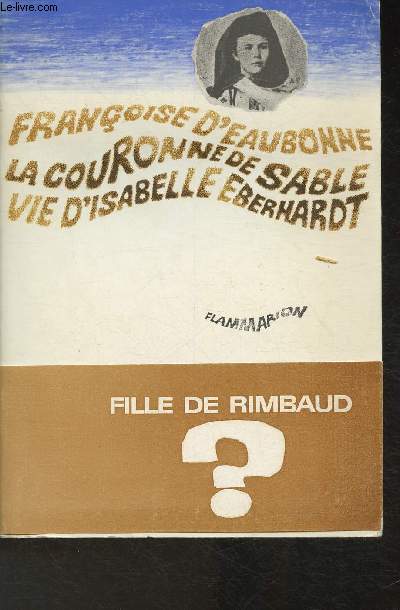 Le-livre.com
FRANÇOISE D'EAUBONNE
LA COURONNE DE SABLE
VIE D'ISABELLE EBERHARDT
FLAMMARION
FILLE DE RIMBAUD
?